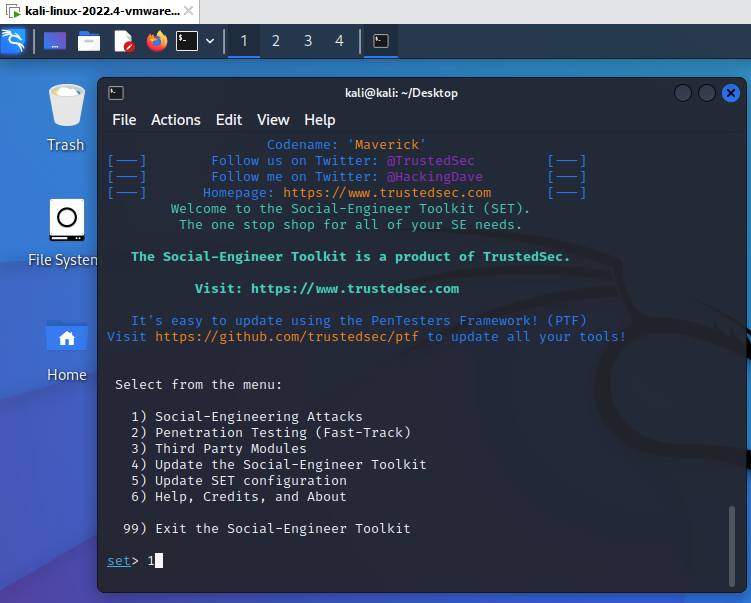 kali-linux-2022.4-vmware...
1 2 3 4
kali@kali: ~/Desktop
File Actions Edit View Help
Trash
File System
Home
Codename: 'Maverick'
[---] Follow us on Twitter: @TrustedSec [---]
[---] Follow me on Twitter: @HackingDave [---]
[---] Homepage: https://www.trustedsec.com [---]
Welcome to the Social-Engineer Toolkit (SET).
The one stop shop for all of your SE needs.
The Social-Engineer Toolkit is a product of TrustedSec.
Visit: https://www.trustedsec.com
It's easy to update using the PenTesters Framework! (PTF)
Visit https://github.com/trustedsec/ptf to update all your tools!
Select from the menu:
1) Social-Engineering Attacks
2) Penetration Testing (Fast-Track)
3) Third Party Modules
4) Update the Social-Engineer Toolkit
5) Update SET configuration
6) Help, Credits, and About
99) Exit the Social-Engineer Toolkit
set> 1